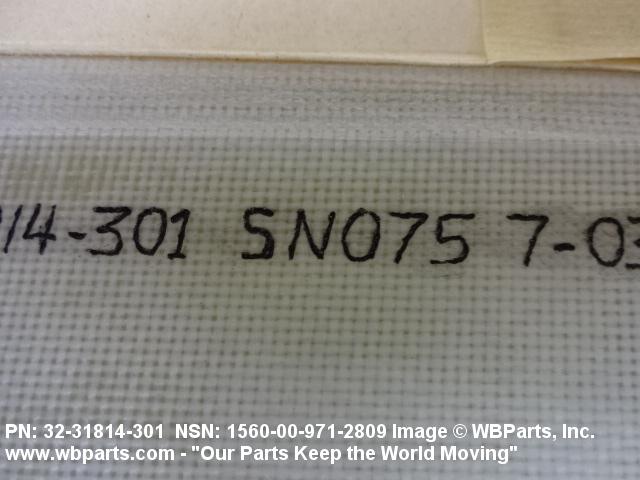 14-301 SN075 7-03
PN: 32-31814-301 NSN: 1560-00-971-2809 Image © WBParts, Inc.
www.wbparts.com - "Our Parts Keep the World Moving"